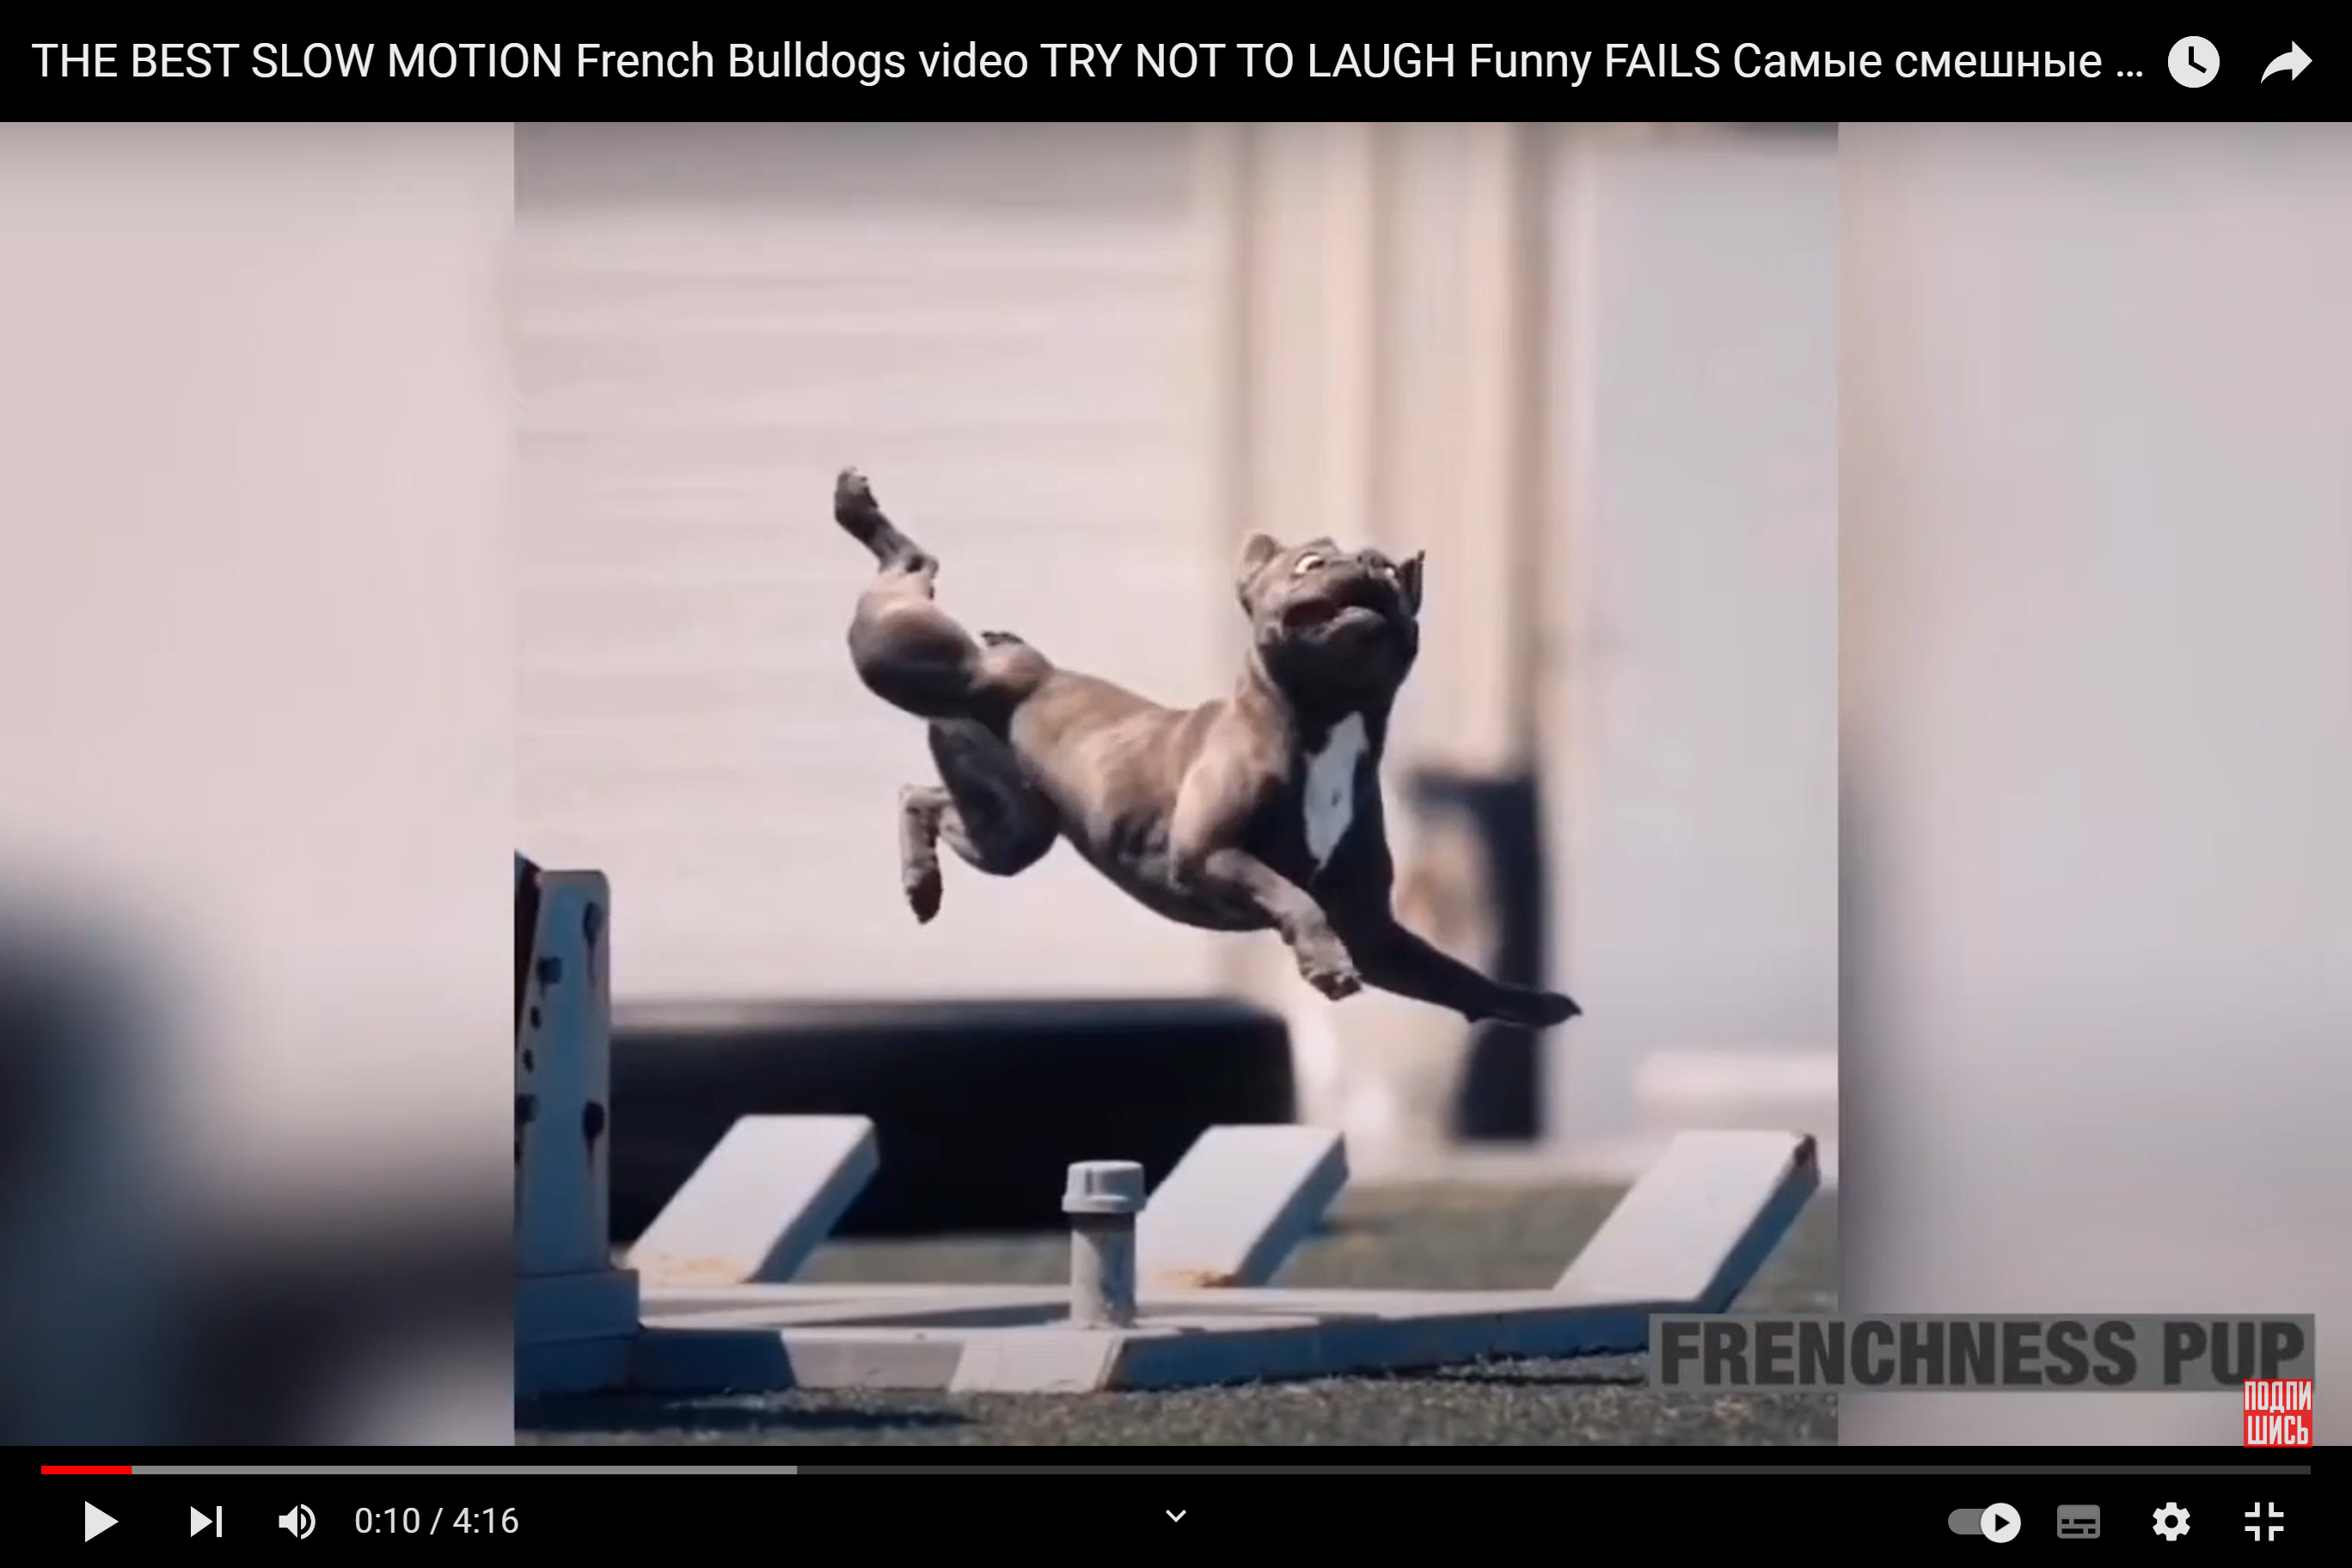 THE BEST SLOW MOTION French Bulldogs video TRY NOT TO LAUGH Funny FAILS Самые смешные ...
FRENCHNESS PUP
ПОДПИ
ШИСЬ
0:10 / 4:16